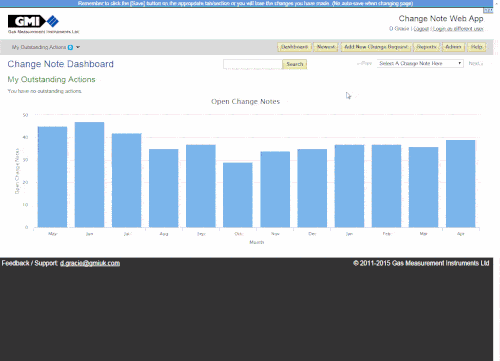 Remember to click the [Save] button on the appropriate tab/section or you will lose the changes you have made. (No auto-save when changing page)
GMI
Gas Measurement Instruments Ltd
Change Note Web App
D Gracie | Logout | Login as different user
My Outstanding Actions 0
Dashboard Newest Add New Change Request Reports Admin Help
Change Note Dashboard
Search
Prev Select A Change Note Here Next
My Outstanding Actions
You have no outstanding actions.
Open Change Notes
Open Change Notes
50
40
30
20
10
0
May Jun Jul Aug Sep Oct Nov Dec Jan Feb Mar Apr
Month
Feedback / Support: d.gracie@gmiuk.com
© 2011-2015 Gas Measurement Instruments Ltd